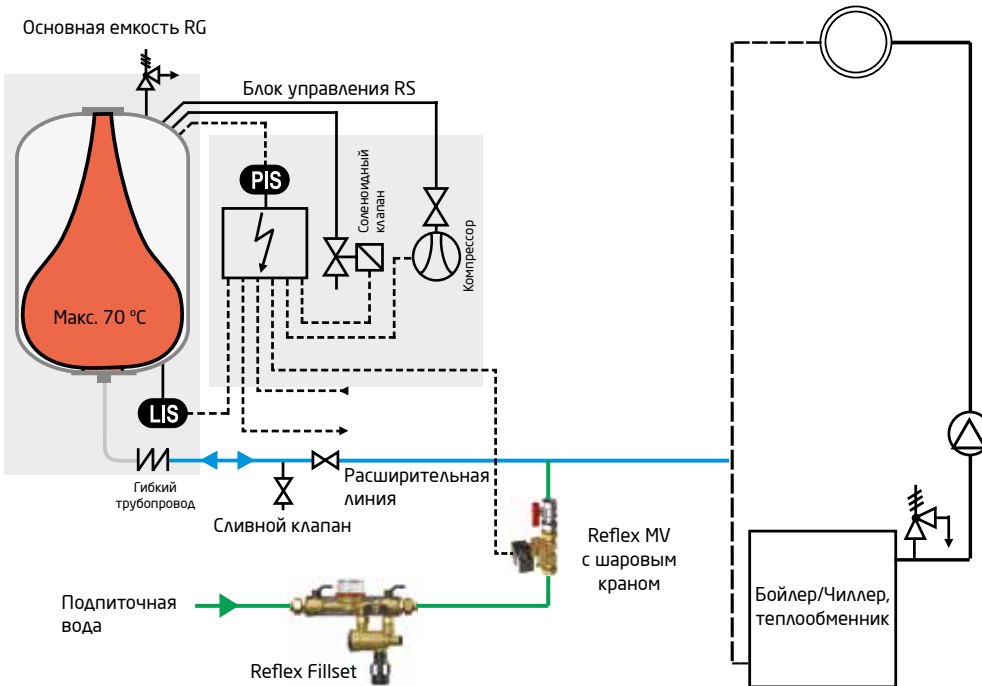 Основная емкость RG
Блок управления RS
PIS
Соленоидный
клапан
Компрессор
Макс. 70 °C
LIS
Гибкий
трубопровод
Расширительная
линия
Сливной клапан
Reflex MV
с шаровым
краном
Подпиточная
вода
Reflex Fillset
Бойлер/Чиллер,
теплообменник